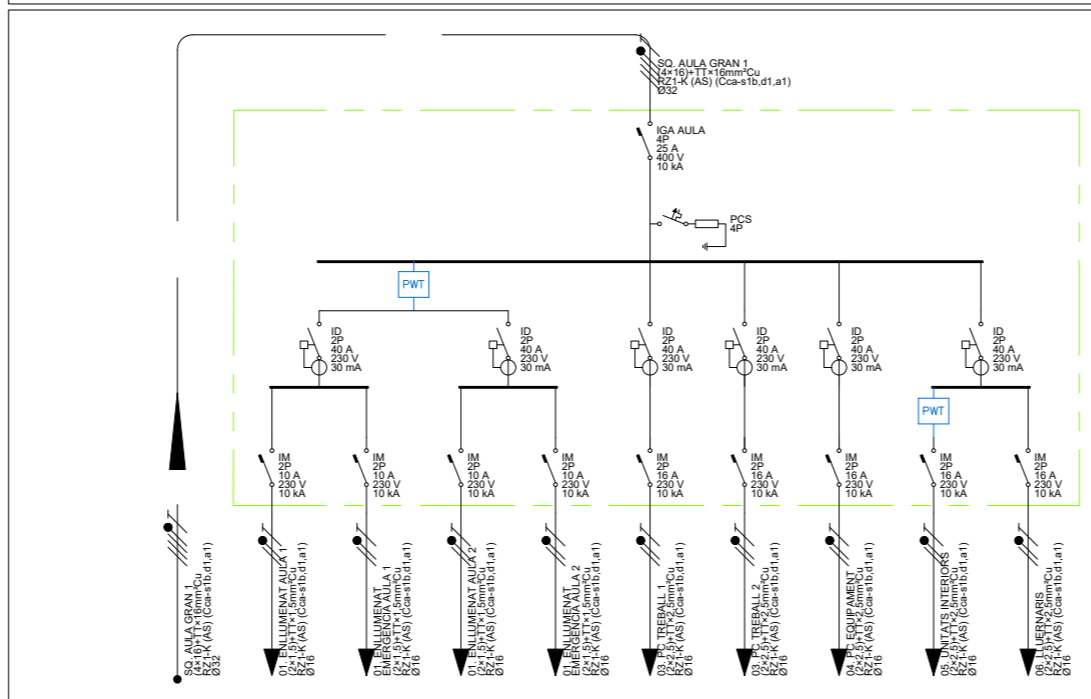 SQ. AULA GRAN 1
(4×16)+TT×16mm²Cu
RZ1-K (AS) (Cca-s1b,d1,a1)
Ø32
IGA AULA
4P
25 A
400 V
10 kA
PCS
4P
PWT
ID
2P
40 A
230 V
30 mA
ID
2P
40 A
230 V
30 mA
ID
2P
40 A
230 V
30 mA
ID
2P
40 A
230 V
30 mA
ID
2P
40 A
230 V
30 mA
ID
2P
40 A
230 V
30 mA
PWT
IM
2P
10 A
230 V
10 kA
IM
2P
10 A
230 V
10 kA
IM
2P
10 A
230 V
10 kA
IM
2P
10 A
230 V
10 kA
IM
2P
16 A
230 V
10 kA
IM
2P
16 A
230 V
10 kA
IM
2P
16 A
230 V
10 kA
IM
2P
16 A
230 V
10 kA
IM
2P
16 A
230 V
10 kA
SQ. AULA GRAN 1
(4×16)+TT×16mm²Cu
RZ1-K (AS) (Cca-s1b,d1,a1)
Ø32
01. ENLLUMENAT AULA 1
(2×1,5)+TT×1,5mm²Cu
RZ1-K (AS) (Cca-s1b,d1,a1)
Ø16
01. ENLLUMENAT
EMERGÈNCIA AULA 1
(2×1,5)+TT×1,5mm²Cu
RZ1-K (AS) (Cca-s1b,d1,a1)
Ø16
01. ENLLUMENAT AULA 2
(2×1,5)+TT×1,5mm²Cu
RZ1-K (AS) (Cca-s1b,d1,a1)
Ø16
01. ENLLUMENAT
EMERGÈNCIA AULA 2
(2×1,5)+TT×1,5mm²Cu
RZ1-K (AS) (Cca-s1b,d1,a1)
Ø16
03. PC TREBALL 1
(2×2,5)+TT×2,5mm²Cu
RZ1-K (AS) (Cca-s1b,d1,a1)
Ø16
03. PC TREBALL 2
(2×2,5)+TT×2,5mm²Cu
RZ1-K (AS) (Cca-s1b,d1,a1)
Ø16
04. PC EQUIPAMENT
(2×2,5)+TT×2,5mm²Cu
RZ1-K (AS) (Cca-s1b,d1,a1)
Ø16
05. UNITATS INTERIORS
(2×2,5)+TT×2,5mm²Cu
RZ1-K (AS) (Cca-s1b,d1,a1)
Ø16
06. LLUERNARIS
(2×2,5)+TT×2,5mm²Cu
RZ1-K (AS) (Cca-s1b,d1,a1)
Ø16